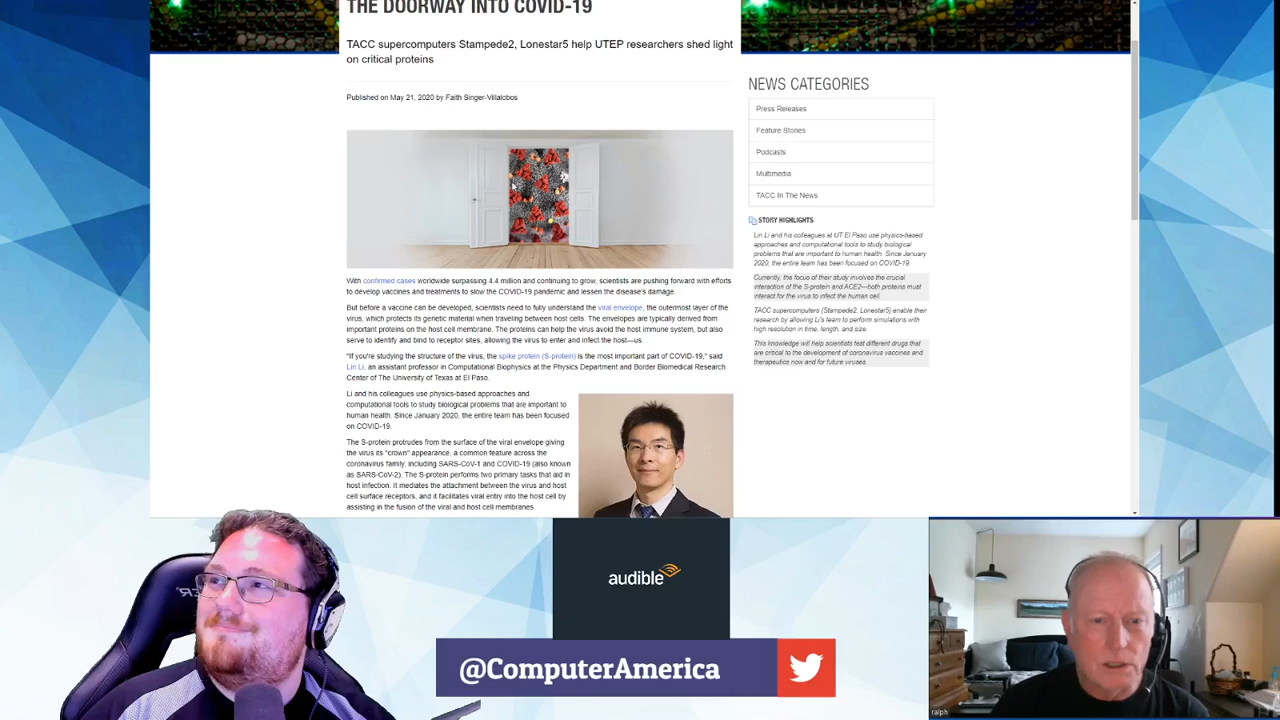 THE DOORWAY INTO COVID-19
TACC supercomputers Stampede2, Lonestar5 help UTEP researchers shed light
on critical proteins
Published on May 21, 2020 by Faith Singer-Villalobos
With confirmed cases worldwide surpassing 4.4 million and continuing to grow, scientists are pushing forward with efforts
to develop vaccines and treatments to slow the COVID-19 pandemic and lessen the disease's damage.
But before a vaccine can be developed, scientists need to fully understand the viral envelope, the outermost layer of the
virus, which protects its genetic material when traveling between host cells. The envelopes are typically derived from
important proteins on the host cell membrane. The proteins can help the virus avoid the host immune system, but also
serve to identify and bind to receptor sites, allowing the virus to enter and infect the host—us.
"If you're studying the structure of the virus, the spike protein (S-protein) is the most important part of COVID-19," said
Lin Li, an assistant professor in Computational Biophysics at the Physics Department and Border Biomedical Research
Center of The University of Texas at El Paso.
Li and his colleagues use physics-based approaches and
computational tools to study biological problems that are important to
human health. Since January 2020, the entire team has been focused
on COVID-19.
The S-protein protrudes from the surface of the viral envelope giving
the virus its "crown" appearance, a common feature across the
coronavirus family, including SARS-CoV-1 and COVID-19 (also known
as SARS-CoV-2). The S-protein performs two primary tasks that aid in
host infection. It mediates the attachment between the virus and host
cell surface receptors, and it facilitates viral entry into the host cell by
assisting in the fusion of the viral and host cell membranes.
NEWS CATEGORIES
Press Releases
Feature Stories
Podcasts
Multimedia
TACC In The News
STORY HIGHLIGHTS
Lin Li and his colleagues at UT El Paso use physics-based
approaches and computational tools to study biological
problems that are important to human health. Since January
2020, the entire team has been focused on COVID-19.
Currently, the focus of their study involves the crucial
interaction of the S-protein and ACE2—both proteins must
interact for the virus to infect the human cell.
TACC supercomputers (Stampede2, Lonestar5) enable their
research by allowing Li's team to perform simulations with
high resolution in time, length, and size.
This knowledge will help scientists test different drugs that
are critical to the development of coronavirus vaccines and
therapeutics now and for future viruses.
audible
@ComputerAmerica
ralph